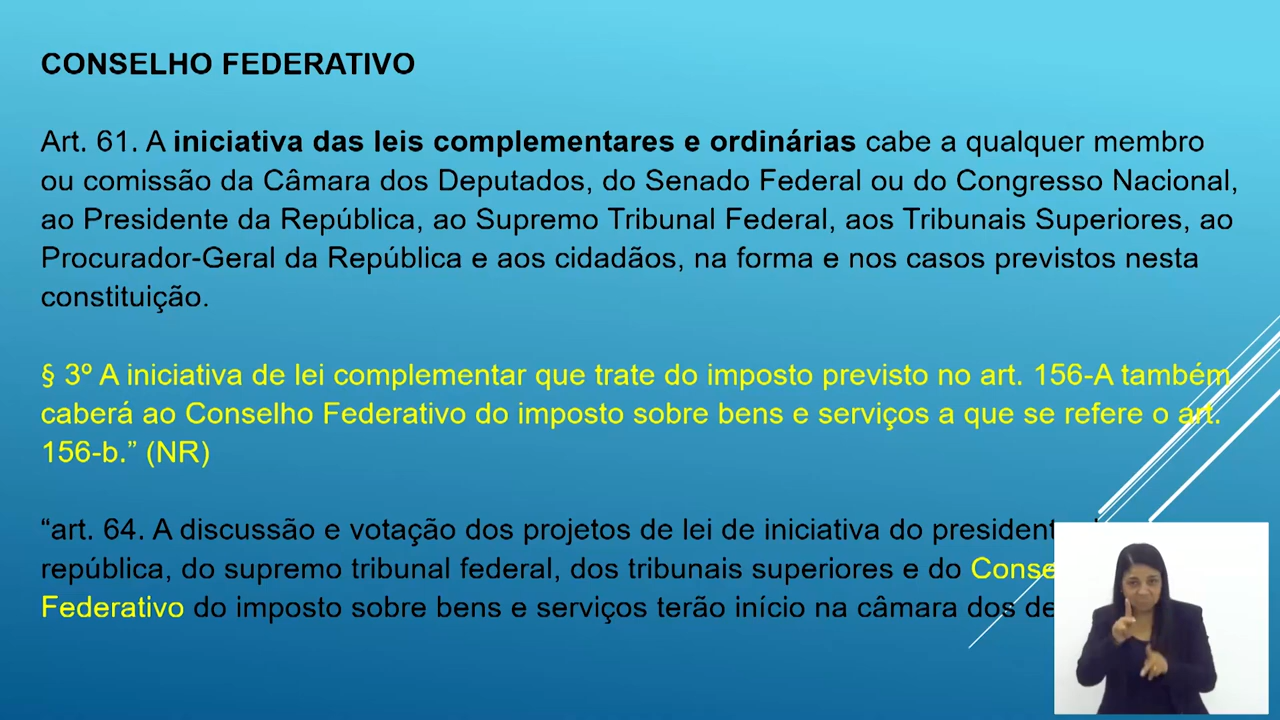 CONSELHO FEDERATIVO
Art. 61. A iniciativa das leis complementares e ordinárias cabe a qualquer membro
ou comissão da Câmara dos Deputados, do Senado Federal ou do Congresso Nacional,
ao Presidente da República, ao Supremo Tribunal Federal, aos Tribunais Superiores, ao
Procurador-Geral da República e aos cidadãos, na forma e nos casos previstos nesta
constituição.
§ 3º A iniciativa de lei complementar que trate do imposto previsto no art. 156-A também
caberá ao Conselho Federativo do imposto sobre bens e serviços a que se refere o art.
156-b.” (NR)
“art. 64. A discussão e votação dos projetos de lei de iniciativa do
república, do supremo tribunal federal, dos tribunais superiores e do
Federativo do imposto sobre bens e serviços terão início na câmara dos